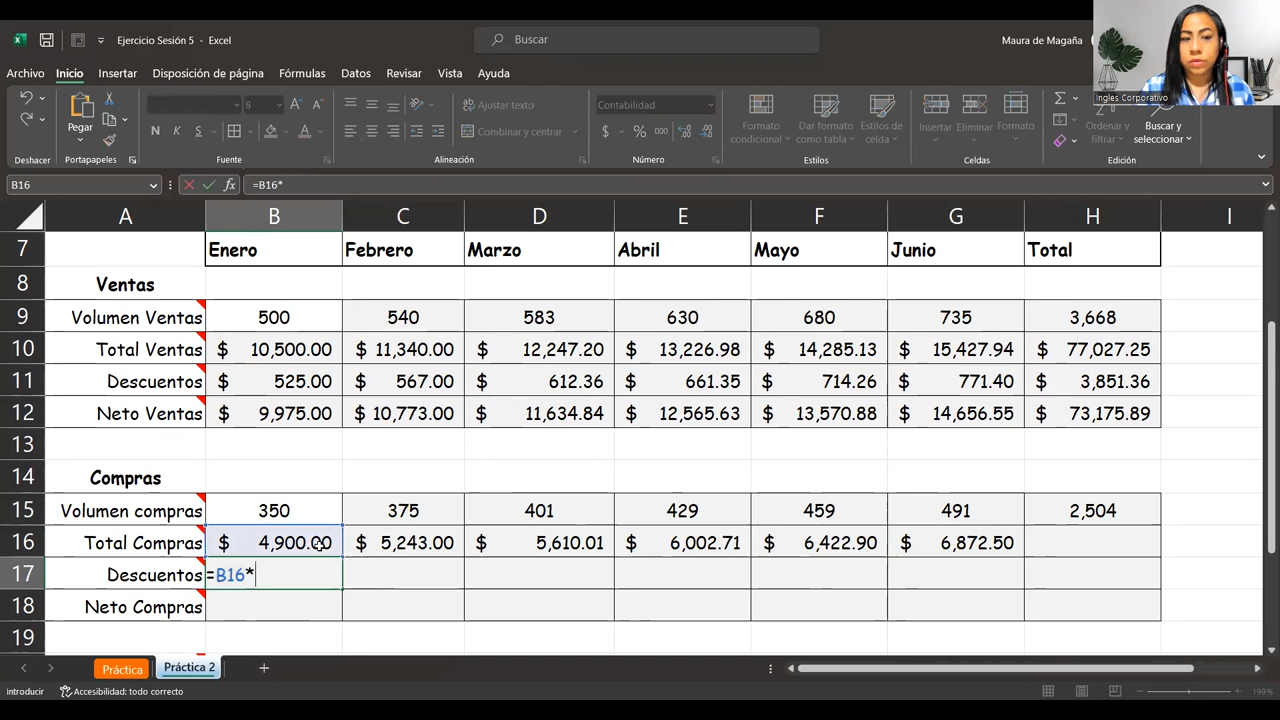 Ejercicio Sesión 5 - Excel
Buscar
Maura de Magaña
Ingles Corporativo
Archivo Inicio Insertar Disposición de página Fórmulas Datos Revisar Vista Ayuda
Pegar
8
Ajustar texto
Combinar y centrar
Contabilidad
N K S
$ % 000
Formato condicional
Dar formato como tabla
Estilos de celda
Insertar Eliminar Formato
Ordenar y filtrar
Buscar y seleccionar
Deshacer Portapapeles Fuente Alineación Número Estilos Celdas Edición
B16 fx =B16*
A B C D E F G H I
7 Enero Febrero Marzo Abril Mayo Junio Total
8 Ventas
9 Volumen Ventas 500 540 583 630 680 735 3,668
10 Total Ventas $ 10,500.00 $ 11,340.00 $ 12,247.20 $ 13,226.98 $ 14,285.13 $ 15,427.94 $ 77,027.25
11 Descuentos $ 525.00 $ 567.00 $ 612.36 $ 661.35 $ 714.26 $ 771.40 $ 3,851.36
12 Neto Ventas $ 9,975.00 $ 10,773.00 $ 11,634.84 $ 12,565.63 $ 13,570.88 $ 14,656.55 $ 73,175.89
13
14 Compras
15 Volumen compras 350 375 401 429 459 491 2,504
16 Total Compras $ 4,900.00 $ 5,243.00 $ 5,610.01 $ 6,002.71 $ 6,422.90 $ 6,872.50
17 Descuentos =B16*
18 Neto Compras
19
Práctica Práctica 2
Introducir Accesibilidad: todo correcto 199%